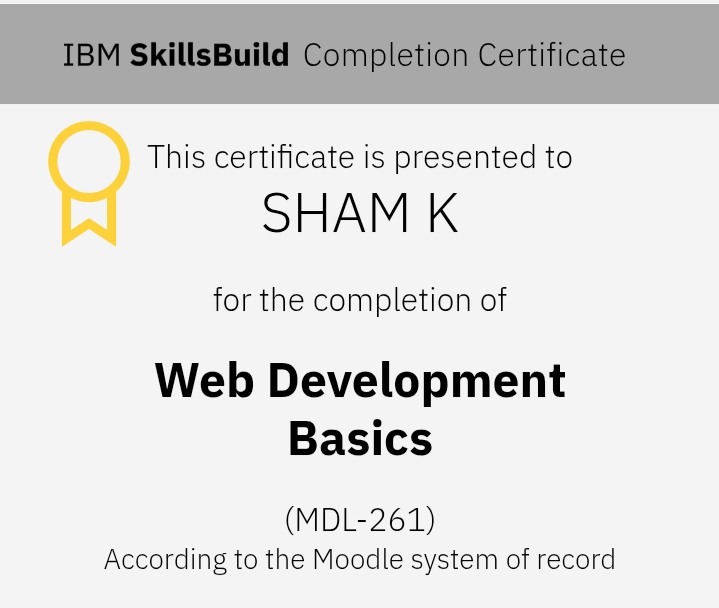 IBM SkillsBuild Completion Certificate
This certificate is presented to
SHAM K
for the completion of
Web Development
Basics
(MDL-261)
According to the Moodle system of record